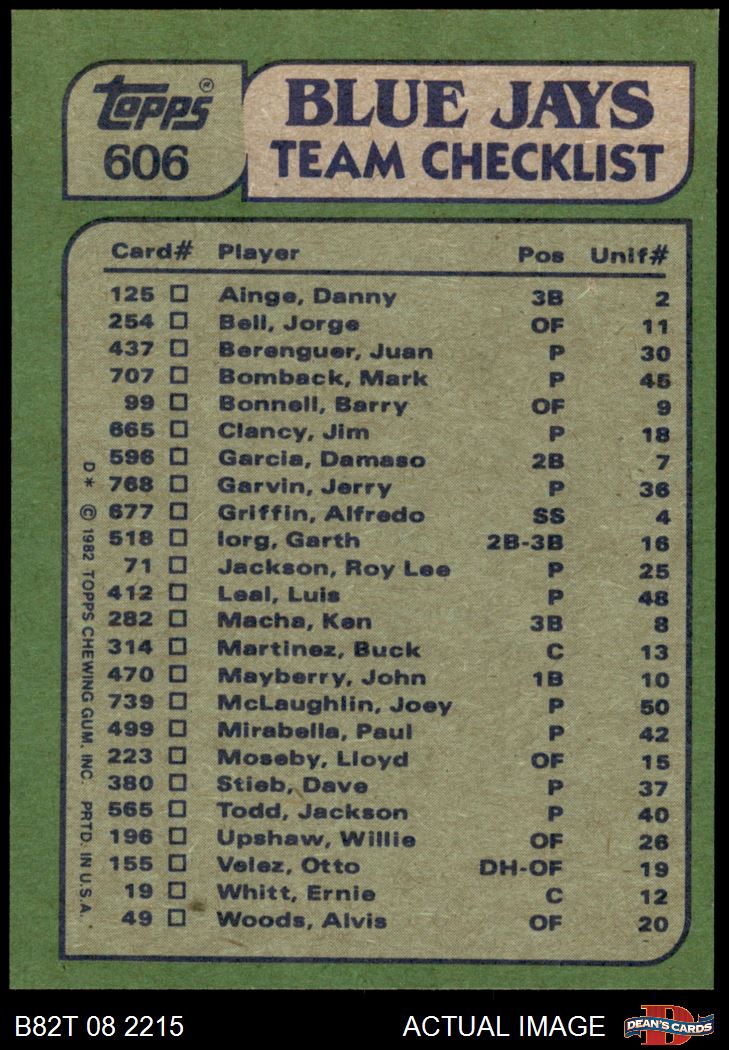 topps®
606
BLUE JAYS
TEAM CHECKLIST
Card# Player Pos Unif#
125 □ Ainge, Danny 3B 2
254 □ Bell, Jorge OF 11
437 □ Berenguer, Juan P 30
707 □ Bomback, Mark P 45
99 □ Bonnell, Barry OF 9
665 □ Clancy, Jim P 18
596 □ Garcia, Damaso 2B 7
768 □ Garvin, Jerry P 36
677 □ Griffin, Alfredo SS 4
518 □ Iorg, Garth 2B-3B 16
71 □ Jackson, Roy Lee P 25
412 □ Leal, Luis P 48
282 □ Macha, Ken 3B 8
314 □ Martinez, Buck C 13
470 □ Mayberry, John 1B 10
739 □ McLaughlin, Joey P 50
499 □ Mirabella, Paul P 42
223 □ Moseby, Lloyd OF 15
380 □ Stieb, Dave P 37
565 □ Todd, Jackson P 40
196 □ Upshaw, Willie OF 26
155 □ Velez, Otto DH-OF 19
19 □ Whitt, Ernie C 12
49 □ Woods, Alvis OF 20
D* © 1982 TOPPS CHEWING GUM, INC. PRTD. IN U.S.A.
B82T 08 2215 ACTUAL IMAGE
D
DEAN'S CARDS